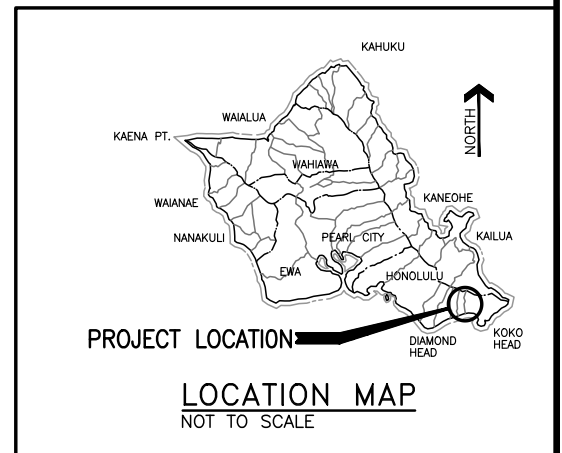 KAHUKU
WAIALUA
KAENA PT.
NORTH
WAHIAWA
WAIANAE
KANEOHE
NANAKULI
PEARL CITY
KAILUA
EWA
HONOLULU
PROJECT LOCATION
DIAMOND
HEAD
KOKO
HEAD
LOCATION MAP
NOT TO SCALE